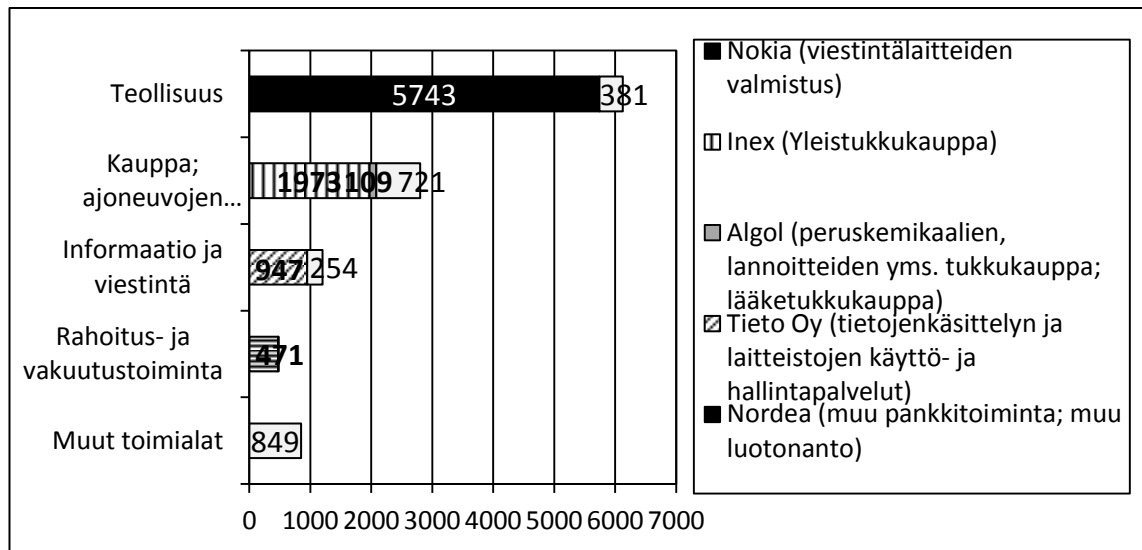 Teollisuus
5743
381
Kauppa;
ajoneuvojen...
1973
109
721
Informaatio ja
viestintä
947
254
Rahoitus- ja
vakuutustoiminta
471
Muut toimialat
849
0 1000 2000 3000 4000 5000 6000 7000
Nokia (viestintälaitteiden
valmistus)
Inex (Yleistukkukauppa)
Algol (peruskemikaalien,
lannoitteiden yms. tukkukauppa;
lääketukkukauppa)
Tieto Oy (tietojenkäsittelyn ja
laitteistojen käyttö- ja
hallintapalvelut)
Nordea (muu pankkitoiminta; muu
luotonanto)